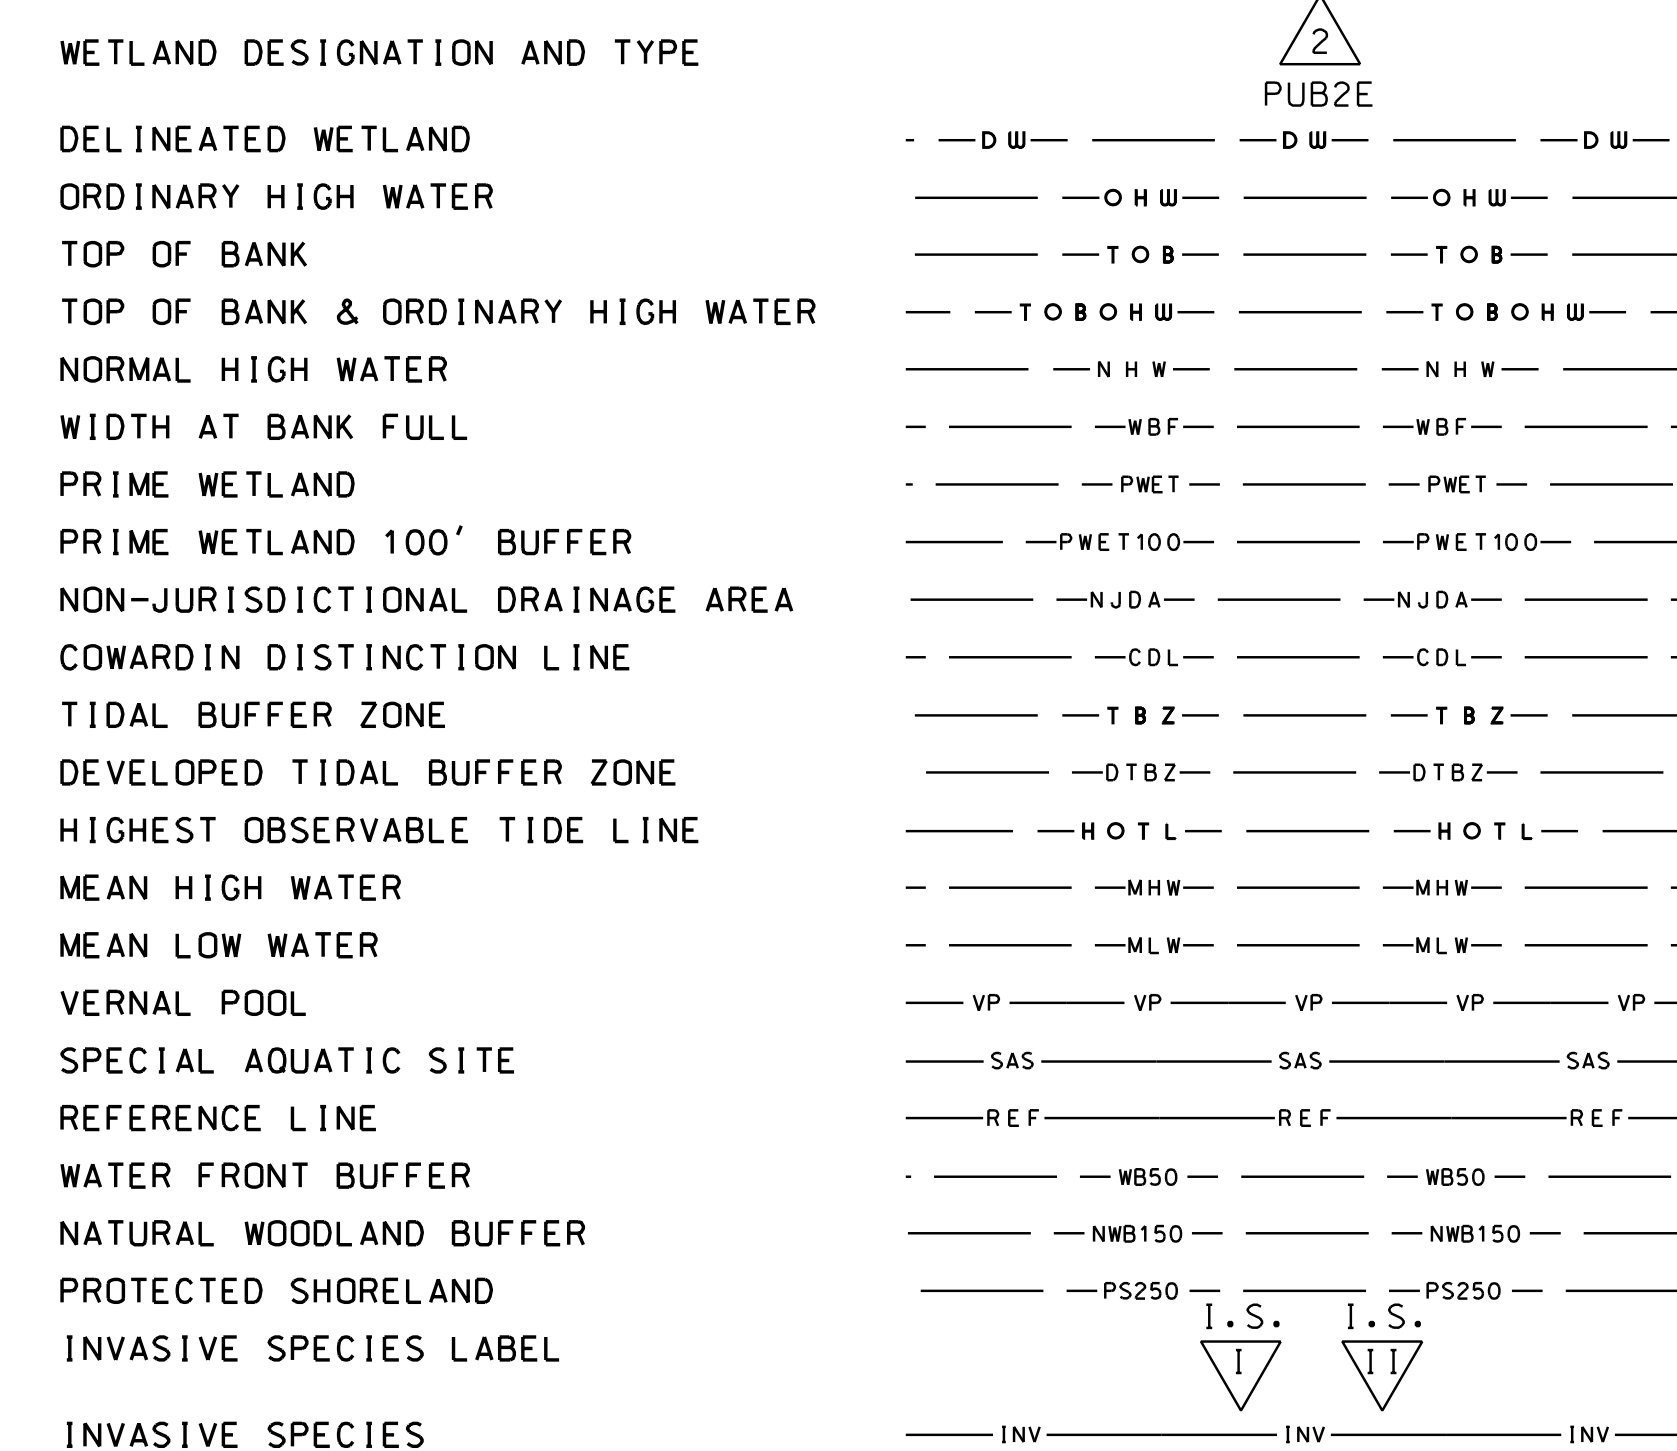 WETLAND DESIGNATION AND TYPE 2
PUB2E
DELINEATED WETLAND DW DW DW
ORDINARY HIGH WATER OHW OHW
TOP OF BANK TOB TOB
TOP OF BANK & ORDINARY HIGH WATER TOBOHW TOBOHW
NORMAL HIGH WATER NHW NHW
WIDTH AT BANK FULL WBF WBF
PRIME WETLAND PWET PWET
PRIME WETLAND 100' BUFFER PWET100 PWET100
NON-JURISDICTIONAL DRAINAGE AREA NJDA NJDA
COWARDIN DISTINCTION LINE CDL CDL
TIDAL BUFFER ZONE TBZ TBZ
DEVELOPED TIDAL BUFFER ZONE DTBZ DTBZ
HIGHEST OBSERVABLE TIDE LINE HOTL HOTL
MEAN HIGH WATER MHW MHW
MEAN LOW WATER MLW MLW
VERNAL POOL VP VP VP VP VP
SPECIAL AQUATIC SITE SAS SAS SAS
REFERENCE LINE REF REF REF
WATER FRONT BUFFER WB50 WB50
NATURAL WOODLAND BUFFER NWB150 NWB150
PROTECTED SHORELAND PS250 PS250
I.S. I.S.
INVASIVE SPECIES LABEL I II
INVASIVE SPECIES INV INV INV